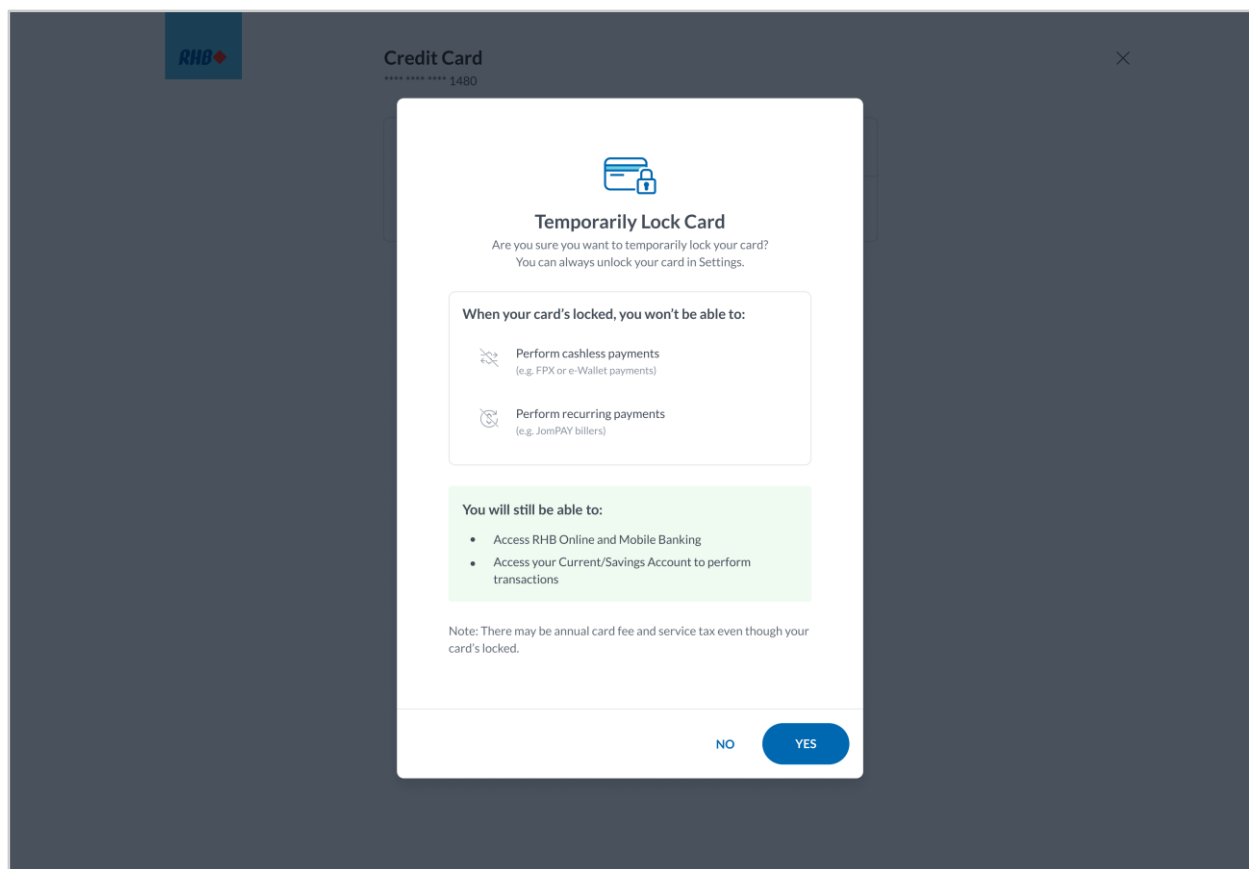 RHB
Credit Card
**** **** **** 1480
Temporarily Lock Card
Are you sure you want to temporarily lock your card?
You can always unlock your card in Settings.
When your card's locked, you won't be able to:
Perform cashless payments
(e.g. FPX or e-Wallet payments)
Perform recurring payments
(e.g. JomPAY billers)
You will still be able to:
• Access RHB Online and Mobile Banking
• Access your Current/Savings Account to perform
transactions
Note: There may be annual card fee and service tax even though your
card's locked.
NO YES